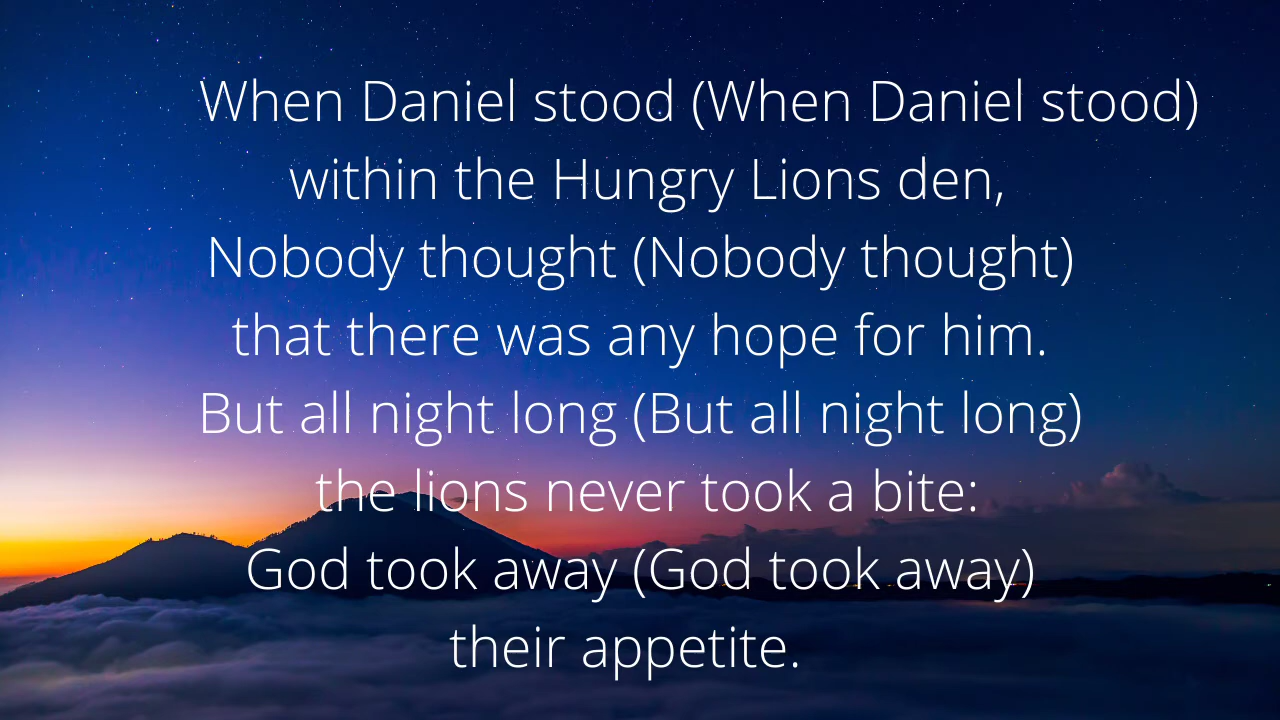 When Daniel stood (When Daniel stood)
within the Hungry Lions den,
Nobody thought (Nobody thought)
that there was any hope for him.
But all night long (But all night long)
the lions never took a bite:
God took away (God took away)
their appetite.